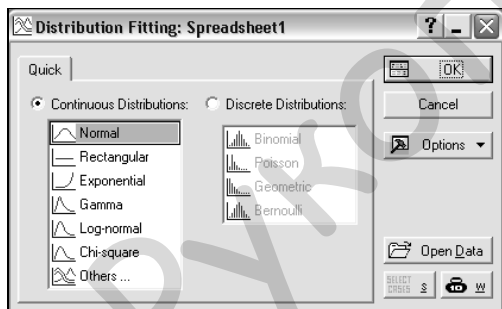 Distribution Fitting: Spreadsheet1
Quick
Continuous Distributions:
Normal
Rectangular
Exponential
Gamma
Log-normal
Chi-square
Others ...
Discrete Distributions:
Binomial
Poisson
Geometric
Bernoulli
OK
Cancel
Options
Open Data
SELECT CASES S
W
РУКО